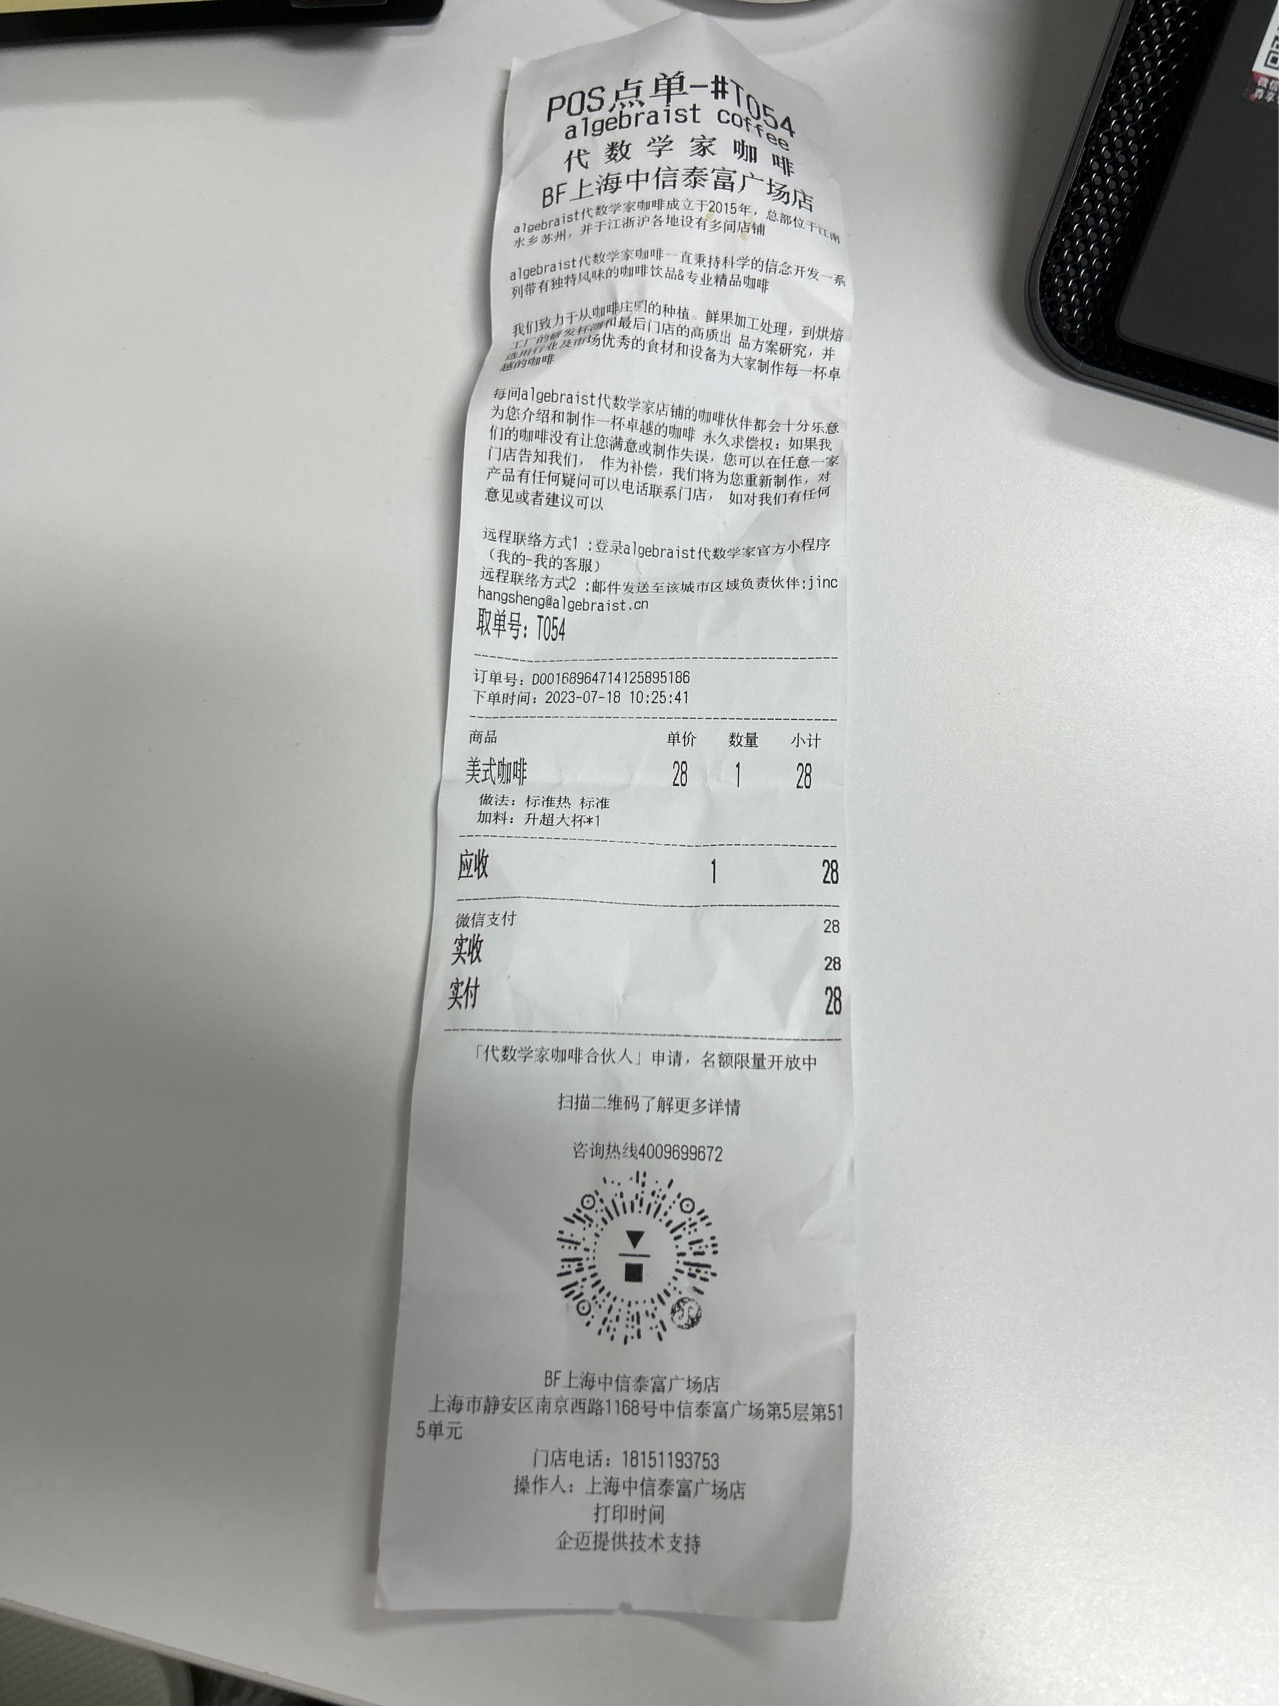 POS点单-#T054
algebraist coffee
代数学家咖啡
BF上海中信泰富广场店
algebraist代数学家咖啡成立于2015年，总部位于江南
水乡苏州，并于江浙沪各地设有多间店铺
algebraist代数学家咖啡一直秉持科学的信念开发一系
列带有独特风味的咖啡饮品&专业精品咖啡
我们致力于从咖啡庄园的种植。鲜果加工处理，到烘焙
工厂的研发杯测和最后门店的高质出 品方案研究，并
选用行业及市场优秀的食材和设备为大家制作每一杯卓
越的咖啡
每间algebraist代数学家店铺的咖啡伙伴都会十分乐意
为您介绍和制作一杯卓越的咖啡 永久求偿权：如果我
们的咖啡没有让您满意或制作失误，您可以在任意一家
门店告知我们， 作为补偿，我们将为您重新制作，对
产品有任何疑问可以电话联系门店， 如对我们有任何
意见或者建议可以
远程联络方式1 :登录algebraist代数学家官方小程序
（我的-我的客服）
远程联络方式2 :邮件发送至该城市区域负责伙伴:jinc
hangsheng@algebraist.cn
取单号：T054
订单号：D00168964714125895186
下单时间：2023-07-18 10:25:41
商品 单价 数量 小计
美式咖啡 28 1 28
做法：标准热 标准
加料：升超大杯*1
应收 1 28
微信支付 28
实收 28
实付 28
「代数学家咖啡合伙人」申请，名额限量开放中
扫描二维码了解更多详情
咨询热线4009699672
BF上海中信泰富广场店
上海市静安区南京西路1168号中信泰富广场第5层第51
5单元
门店电话：18151193753
操作人：上海中信泰富广场店
打印时间
企迈提供技术支持